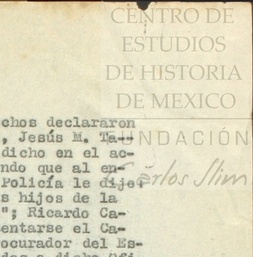 CENTRO DE
ESTUDIOS
DE HISTORIA
DE MEXICO
FUNDACIÓN
Carlos Slim
chos declararon
, Jesús M. Ta--
dicho en el ac-
ndo que al en-
Policía le dijo:
s hijos de la
"; Ricardo Ca-
entarse el Ca-
ocurador del Es-